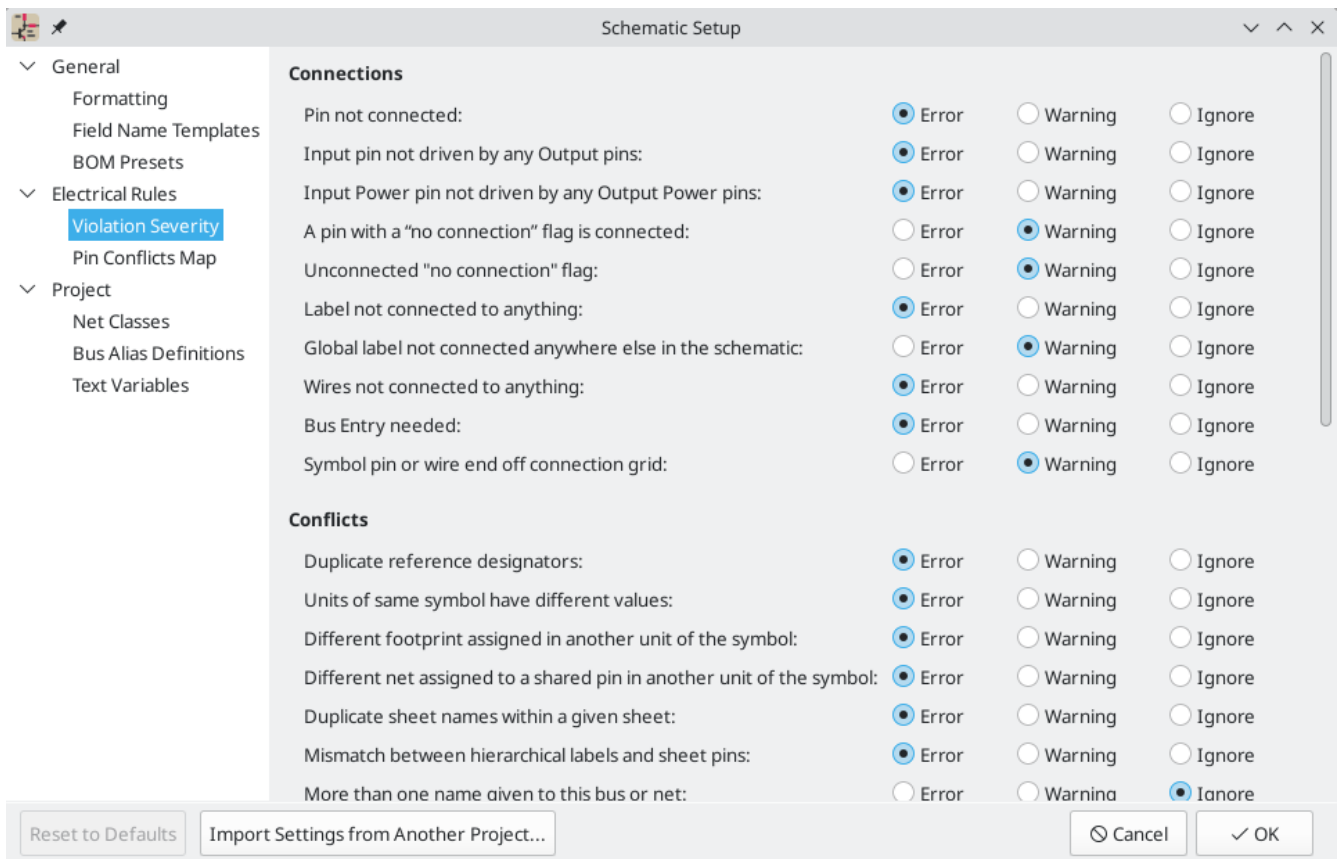 Schematic Setup
General
Formatting
Field Name Templates
BOM Presets
Electrical Rules
Violation Severity
Pin Conflicts Map
Project
Net Classes
Bus Alias Definitions
Text Variables
Connections
Pin not connected: Error Warning Ignore
Input pin not driven by any Output pins: Error Warning Ignore
Input Power pin not driven by any Output Power pins: Error Warning Ignore
A pin with a “no connection” flag is connected: Error Warning Ignore
Unconnected "no connection" flag: Error Warning Ignore
Label not connected to anything: Error Warning Ignore
Global label not connected anywhere else in the schematic: Error Warning Ignore
Wires not connected to anything: Error Warning Ignore
Bus Entry needed: Error Warning Ignore
Symbol pin or wire end off connection grid: Error Warning Ignore
Conflicts
Duplicate reference designators: Error Warning Ignore
Units of same symbol have different values: Error Warning Ignore
Different footprint assigned in another unit of the symbol: Error Warning Ignore
Different net assigned to a shared pin in another unit of the symbol: Error Warning Ignore
Duplicate sheet names within a given sheet: Error Warning Ignore
Mismatch between hierarchical labels and sheet pins: Error Warning Ignore
More than one name given to this bus or net: Error Warning Ignore
Reset to Defaults Import Settings from Another Project... Cancel OK